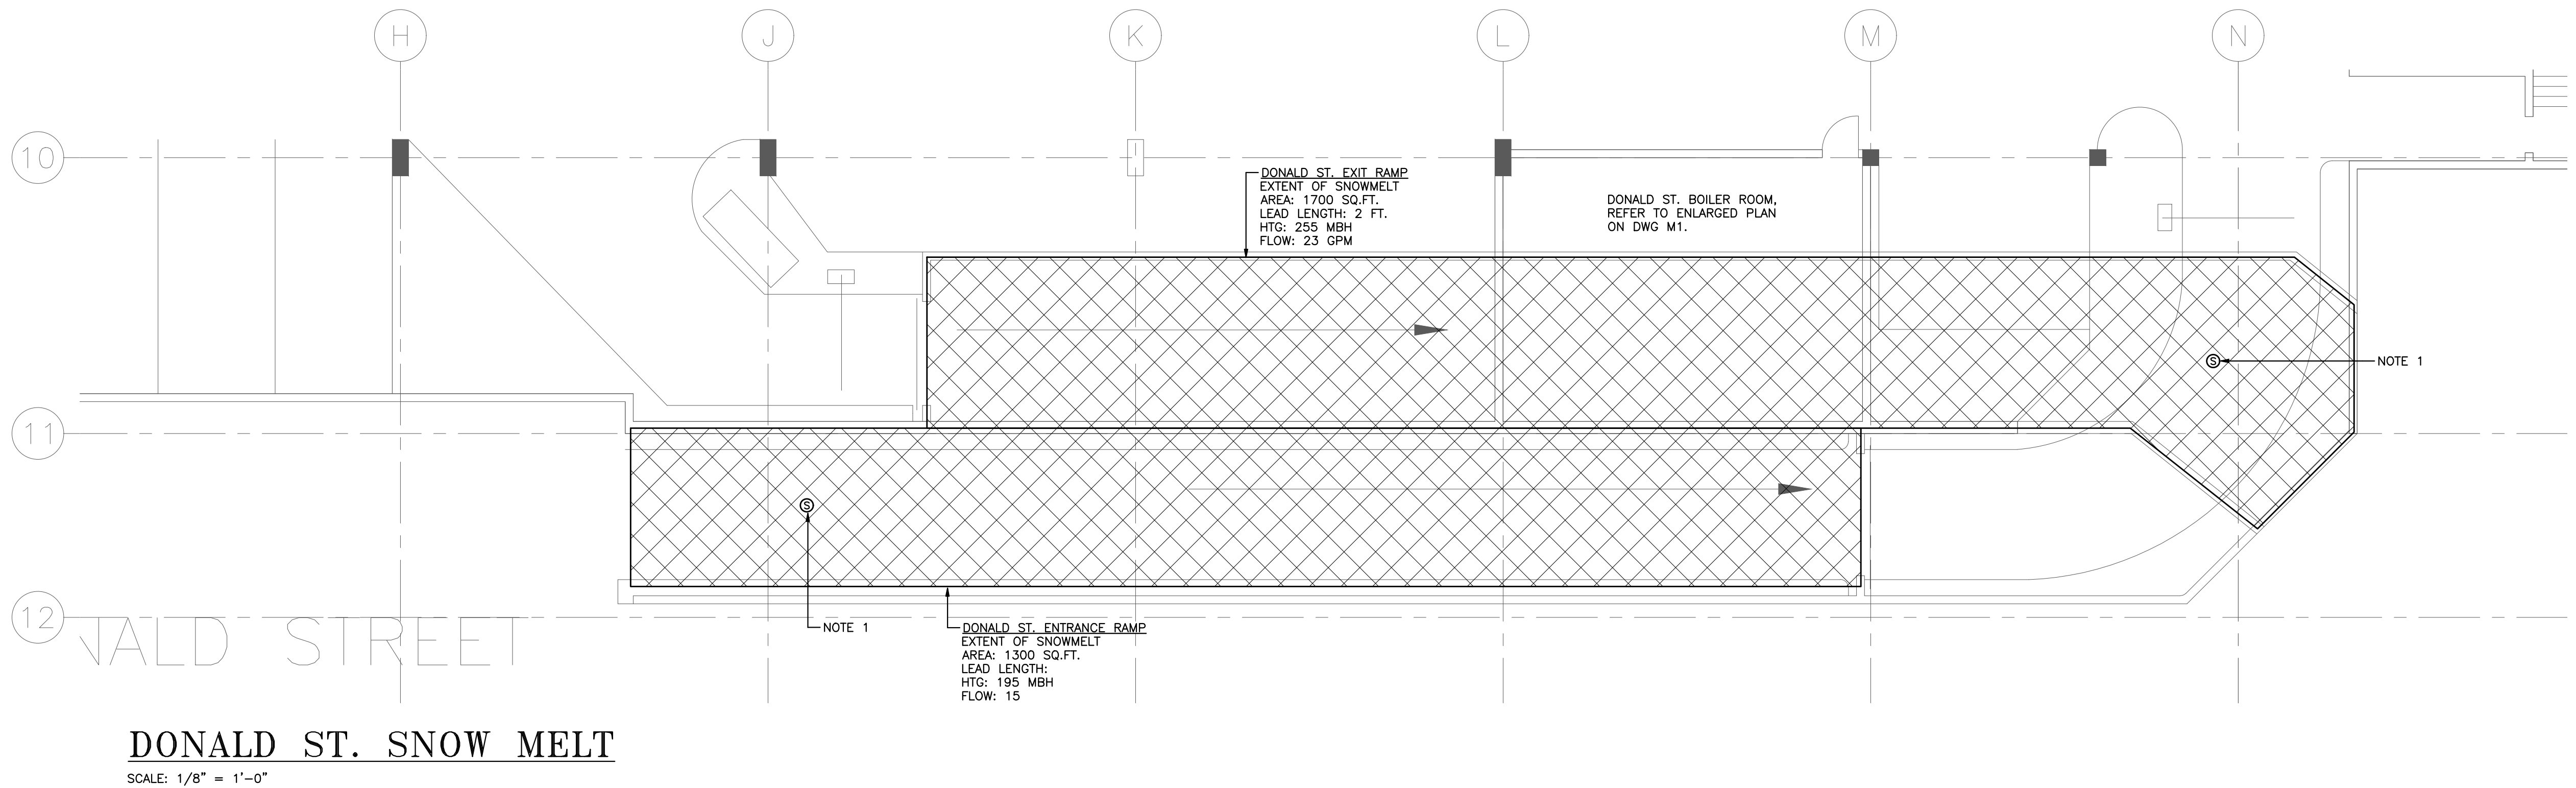 H
J
K
L
M
N
10
DONALD ST. EXIT RAMP
EXTENT OF SNOWMELT
AREA: 1700 SQ.FT.
LEAD LENGTH: 2 FT.
HTG: 255 MBH
FLOW: 23 GPM
DONALD ST. BOILER ROOM,
REFER TO ENLARGED PLAN
ON DWG M1.
S
NOTE 1
11
S
12
NALD STREET
NOTE 1
DONALD ST. ENTRANCE RAMP
EXTENT OF SNOWMELT
AREA: 1300 SQ.FT.
LEAD LENGTH:
HTG: 195 MBH
FLOW: 15
DONALD ST. SNOW MELT
SCALE: 1/8" = 1'-0"